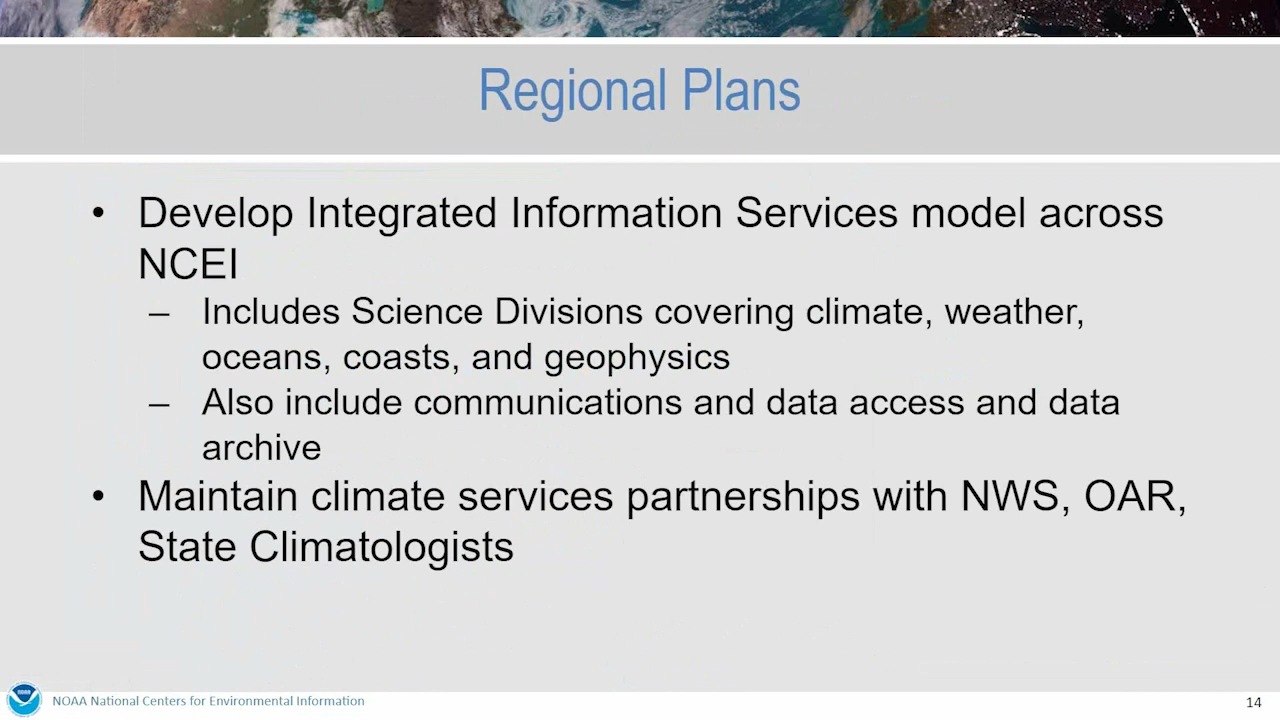 Regional Plans
• Develop Integrated Information Services model across
NCEI
– Includes Science Divisions covering climate, weather,
oceans, coasts, and geophysics
– Also include communications and data access and data
archive
• Maintain climate services partnerships with NWS, OAR,
State Climatologists
NOAA
NOAA National Centers for Environmental Information
14